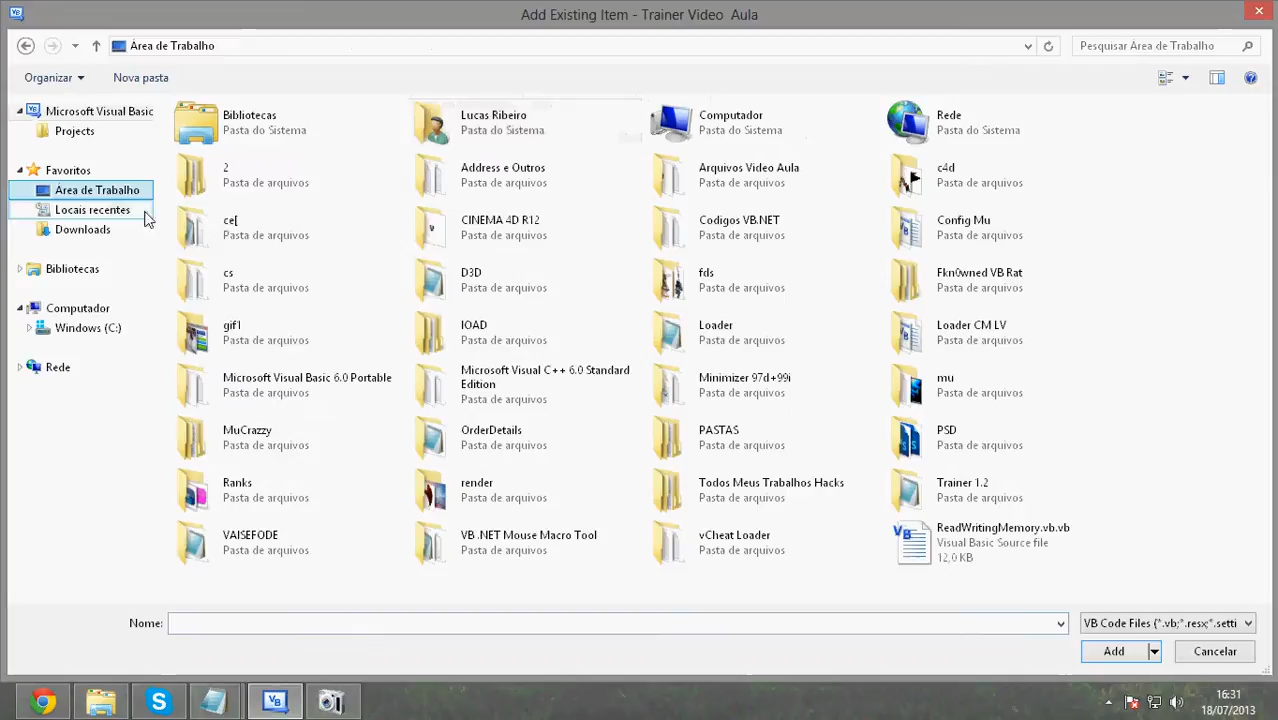 Add Existing Item - Trainer Video Aula
Área de Trabalho
Pesquisar Área de Trabalho
Organizar
Nova pasta
Microsoft Visual Basic
Projects
Favoritos
Área de Trabalho
Locais recentes
Downloads
Bibliotecas
Computador
Windows (C:)
Rede
Bibliotecas
Pasta do Sistema
Lucas Ribeiro
Pasta do Sistema
Computador
Pasta do Sistema
Rede
Pasta do Sistema
2
Pasta de arquivos
Address e Outros
Pasta de arquivos
Arquivos Video Aula
Pasta de arquivos
c4d
Pasta de arquivos
ce[
Pasta de arquivos
CINEMA 4D R12
Pasta de arquivos
Codigos VB.NET
Pasta de arquivos
Config Mu
Pasta de arquivos
cs
Pasta de arquivos
D3D
Pasta de arquivos
fds
Pasta de arquivos
Fkn0wned VB Rat
Pasta de arquivos
gif1
Pasta de arquivos
IOAD
Pasta de arquivos
Loader
Pasta de arquivos
Loader CM LV
Pasta de arquivos
Microsoft Visual Basic 6.0 Portable
Pasta de arquivos
Microsoft Visual C++ 6.0 Standard
Edition
Pasta de arquivos
Minimizer 97d+99i
Pasta de arquivos
mu
Pasta de arquivos
MuCrazzy
Pasta de arquivos
OrderDetails
Pasta de arquivos
PASTAS
Pasta de arquivos
PSD
Pasta de arquivos
Ranks
Pasta de arquivos
render
Pasta de arquivos
Todos Meus Trabalhos Hacks
Pasta de arquivos
Trainer 1.2
Pasta de arquivos
VAISEFODE
Pasta de arquivos
VB .NET Mouse Macro Tool
Pasta de arquivos
vCheat Loader
Pasta de arquivos
ReadWritingMemory.vb.vb
Visual Basic Source file
12,0 KB
Nome:
VB Code Files (*.vb;*.resx;*.setti
Add
Cancelar
16:31
18/07/2013